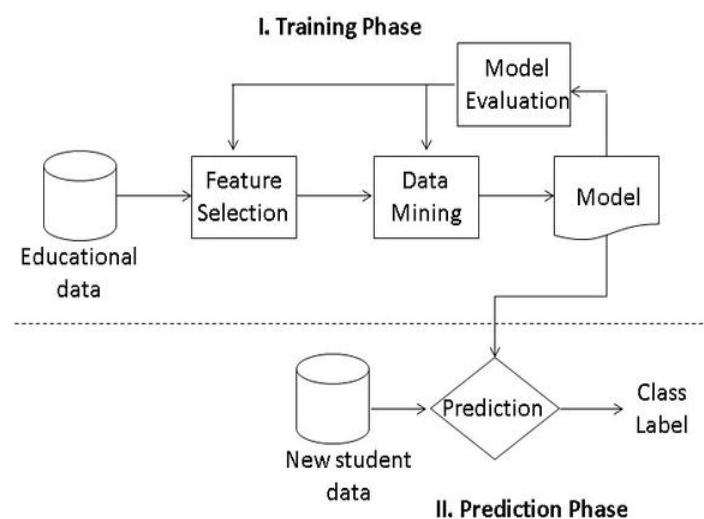 I. Training Phase
Model
Evaluation
Feature
Selection
Data
Mining
Model
Educational
data
Prediction
Class
Label
New student
data
II. Prediction Phase